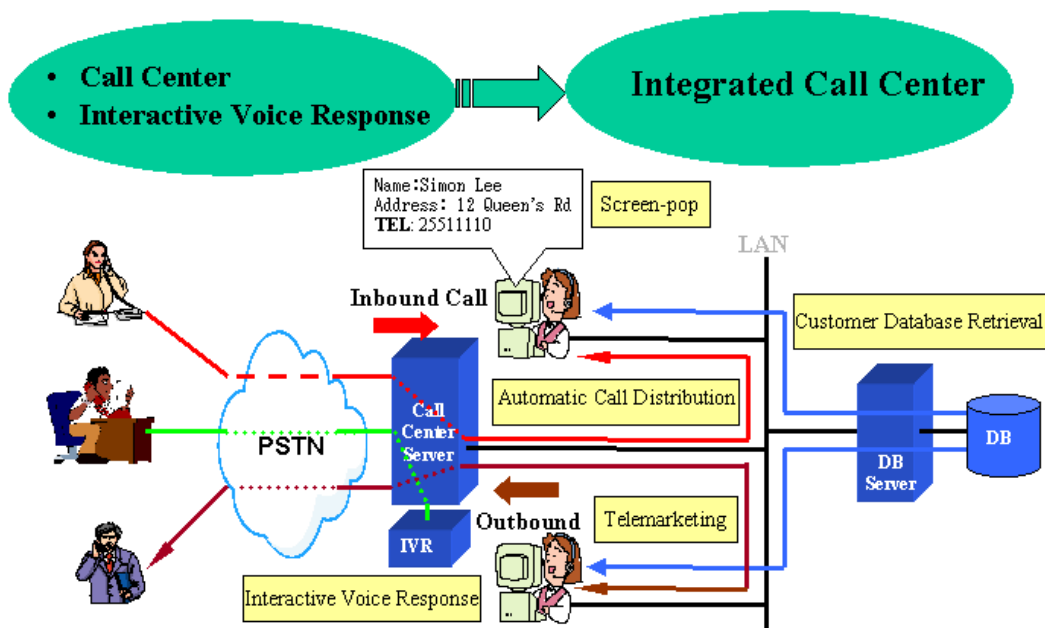 • Call Center
• Interactive Voice Response
Integrated Call Center
Name:Simon Lee
Address: 12 Queen's Rd
TEL:25511110
Screen-pop
LAN
Inbound Call
Customer Database Retrieval
Automatic Call Distribution
Call
Center
Server
PSTN
DB
DB
Server
Outbound
Telemarketing
IVR
Interactive Voice Response